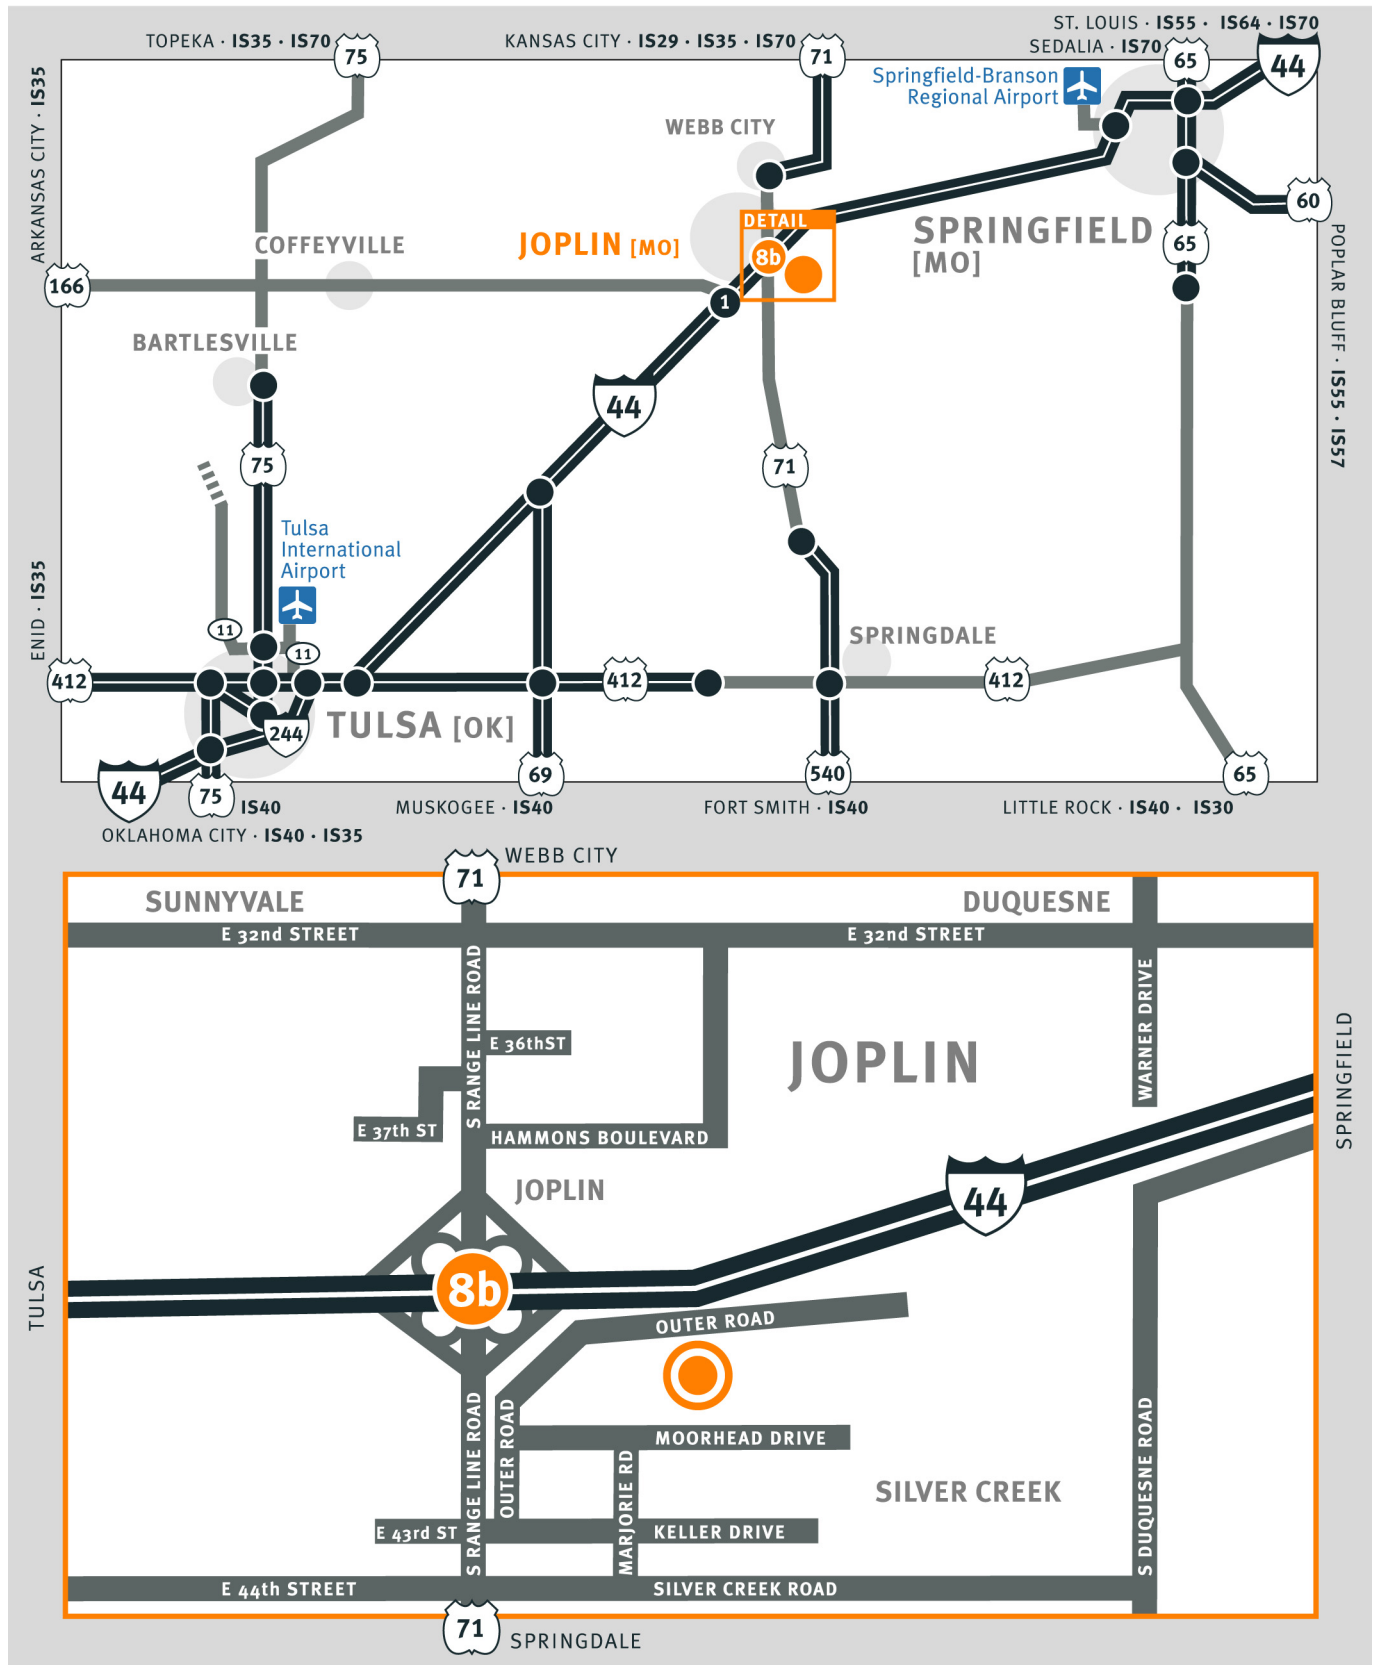 ST. LOUIS · IS55 · IS64 · IS70
TOPEKA · IS35 · IS70
KANSAS CITY · IS29 · IS35 · IS70
SEDALIA · IS70
75
71
65
44
ARKANSAS CITY · IS35
Springfield-Branson
Regional Airport
WEBB CITY
60
DETAIL
COFFEYVILLE
JOPLIN [MO]
8b
SPRINGFIELD
[MO]
65
POPLAR BLUFF · IS55 · IS57
166
1
BARTLESVILLE
44
75
71
Tulsa
International
Airport
ENID · IS35
11
11
SPRINGDALE
412
412
412
TULSA [OK]
244
44
75
69
540
65
IS40
MUSKOGEE · IS40
FORT SMITH · IS40
LITTLE ROCK · IS40 · IS30
OKLAHOMA CITY · IS40 · IS35
WEBB CITY
71
SUNNYVALE
DUQUESNE
E 32nd STREET
E 32nd STREET
S RANGE LINE ROAD
WARNER DRIVE
E 36thST
JOPLIN
SPRINGFIELD
E 37th ST
HAMMONS BOULEVARD
JOPLIN
44
TULSA
8b
OUTER ROAD
S RANGE LINE ROAD
OUTER ROAD
MOORHEAD DRIVE
S DUQUESNE ROAD
MARJORIE RD
SILVER CREEK
E 43rd ST
KELLER DRIVE
E 44th STREET
SILVER CREEK ROAD
71
SPRINGDALE